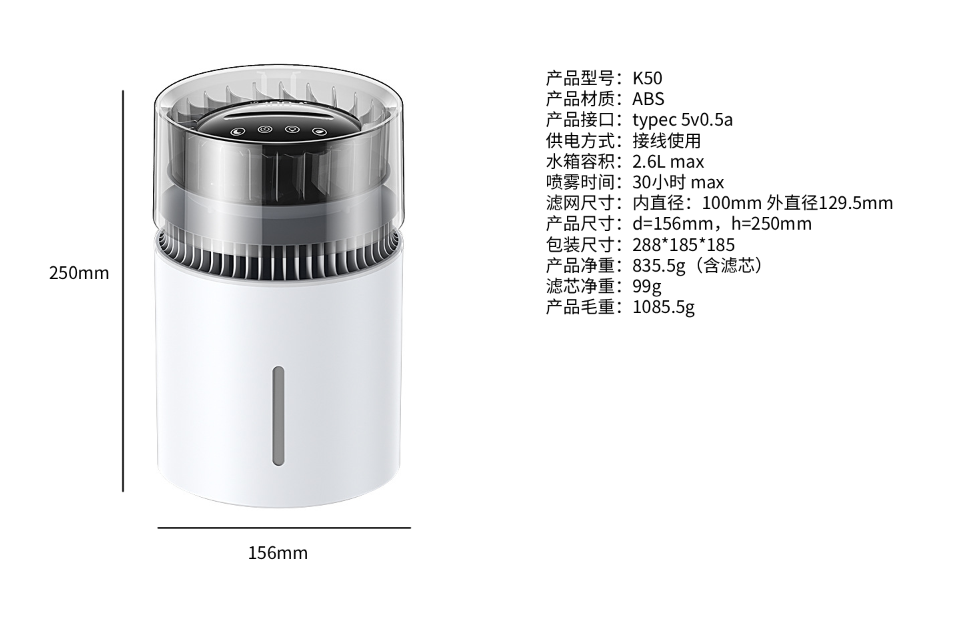 产品型号：K50
产品材质：ABS
产品接口：typec 5v0.5a
供电方式：接线使用
水箱容积：2.6L max
喷雾时间：30小时 max
滤网尺寸：内直径：100mm 外直径129.5mm
产品尺寸：d=156mm，h=250mm
包装尺寸：288*185*185
产品净重：835.5g（含滤芯）
滤芯净重：99g
产品毛重：1085.5g
250mm
156mm